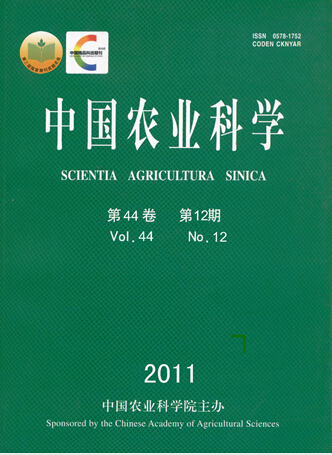 ISSN 0578-1752
CODEN CKNYAR
中国农业科学
SCIENTIA AGRICULTURA SINICA
第44卷 第12期
Vol.44 No.12
2011
中国农业科学院主办
Sponsored by the Chinese Academy of Agricultural Sciences